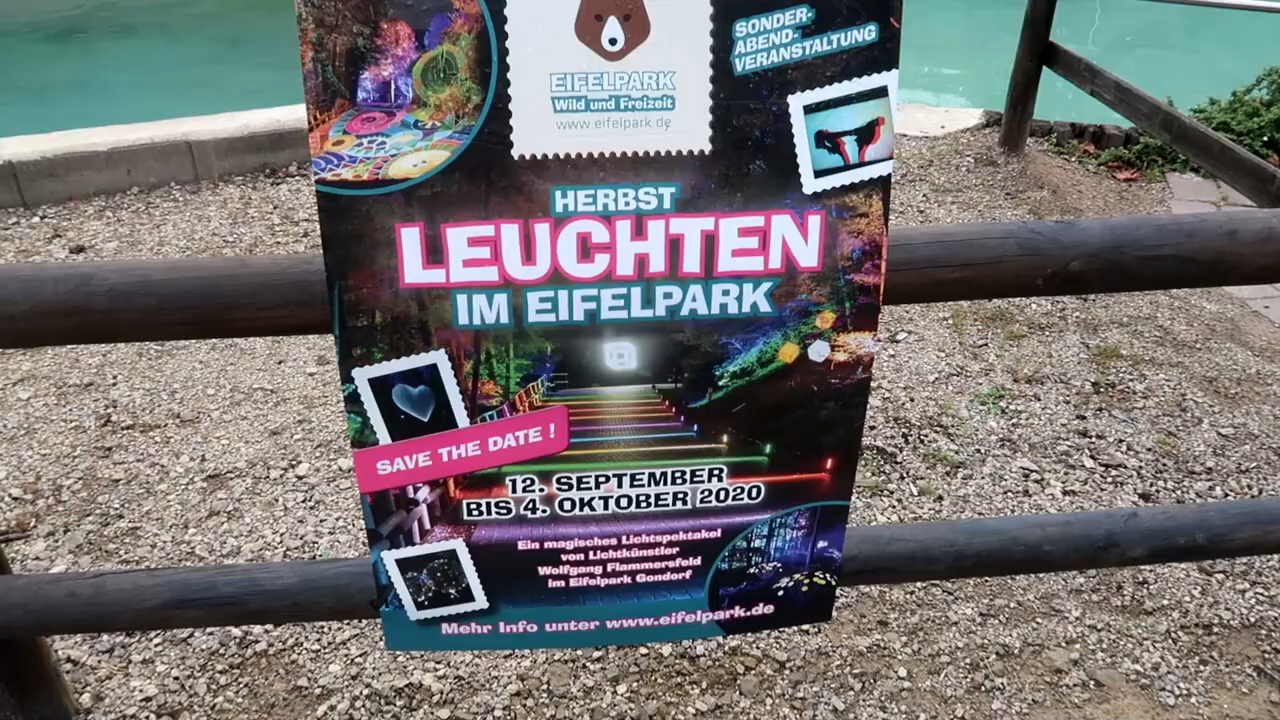 SONDER-
ABEND-
VERANSTALTUNG
EIFELPARK
Wild und Freizeit
www.eifelpark.de
HERBST
LEUCHTEN
IM EIFELPARK
SAVE THE DATE !
12. SEPTEMBER
BIS 4. OKTOBER 2020
Ein magisches Lichtspektakel
von Lichtkünstler
Wolfgang Flammersfeld
im Eifelpark Gondorf
Mehr Info unter www.eifelpark.de